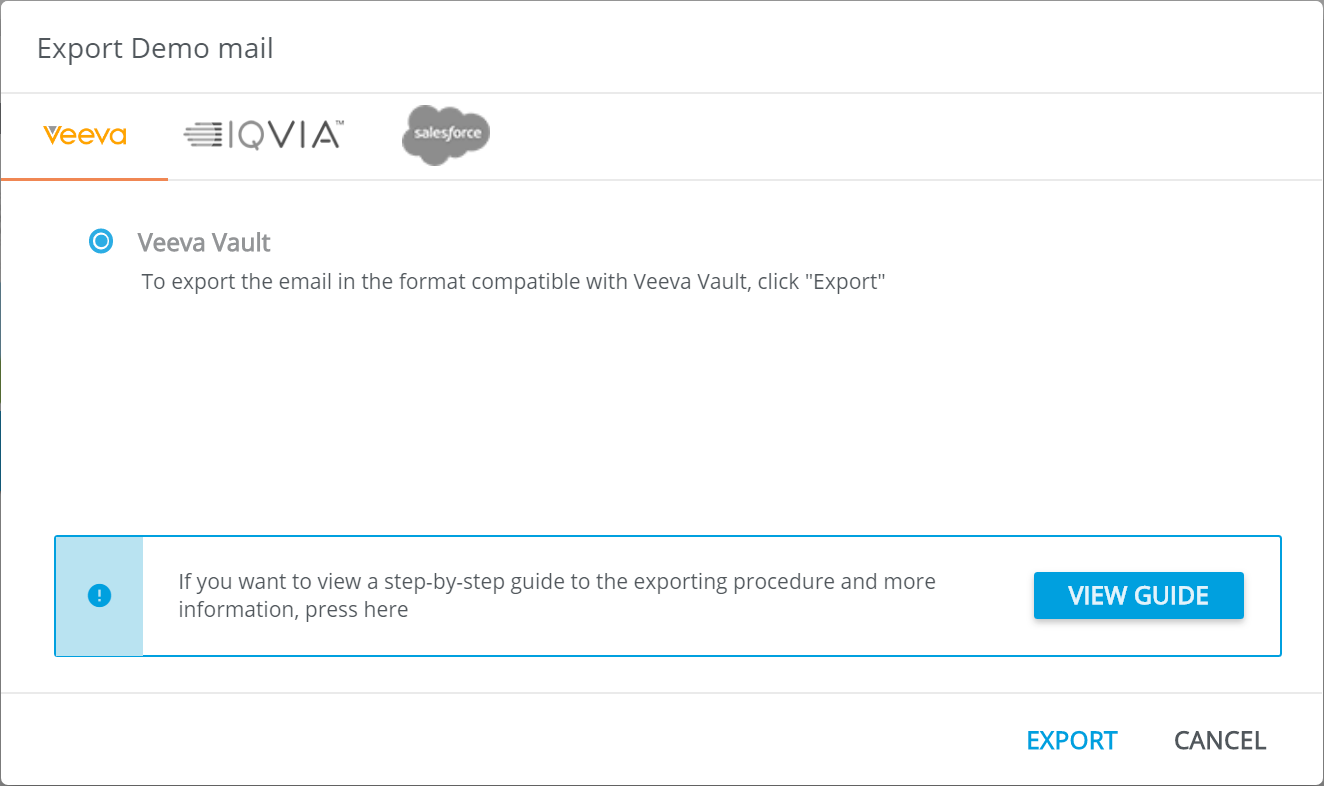 Export Demo mail
Veeva IQVIA™ salesforce
Veeva Vault
To export the email in the format compatible with Veeva Vault, click "Export"
If you want to view a step-by-step guide to the exporting procedure and more
information, press here
VIEW GUIDE
EXPORT CANCEL